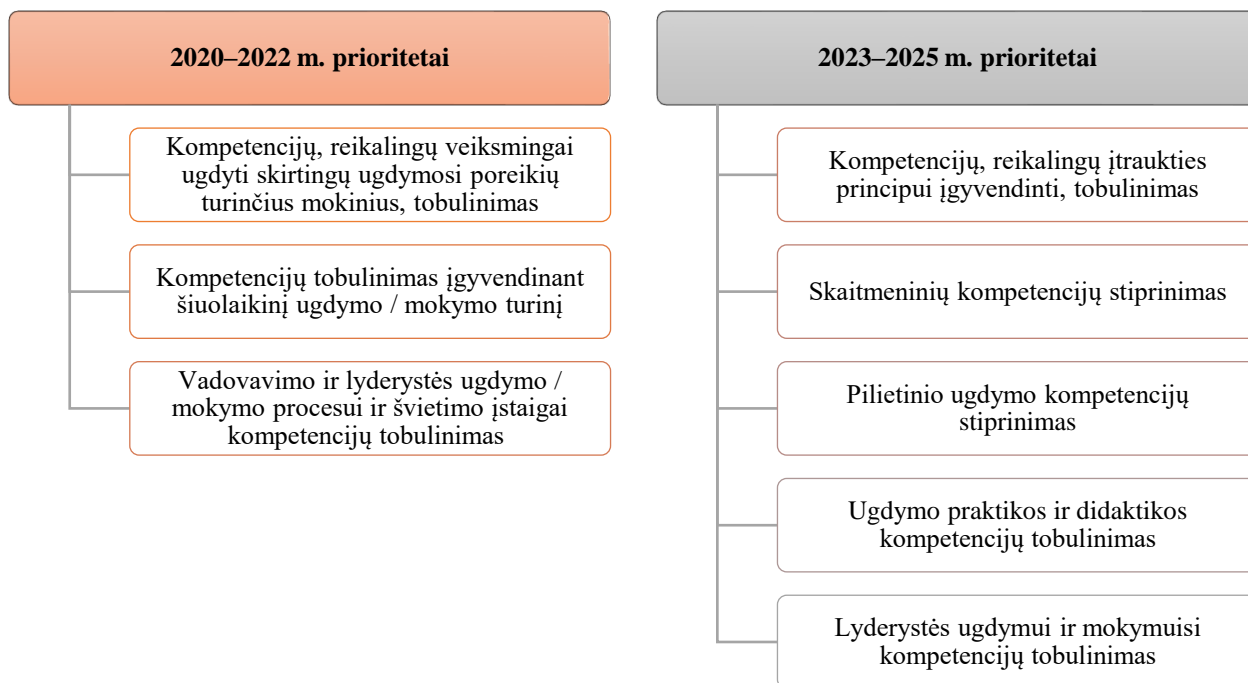 2020–2022 m. prioritetai
Kompetencijų, reikalingų veiksmingai
ugdyti skirtingų ugdymosi poreikių
turinčius mokinius, tobulinimas
Kompetencijų tobulinimas įgyvendinant
šiuolaikinį ugdymo / mokymo turinį
Vadovavimo ir lyderystės ugdymo /
mokymo procesui ir švietimo įstaigai
kompetencijų tobulinimas
2023–2025 m. prioritetai
Kompetencijų, reikalingų įtraukties
principui įgyvendinti, tobulinimas
Skaitmeninių kompetencijų stiprinimas
Pilietinio ugdymo kompetencijų
stiprinimas
Ugdymo praktikos ir didaktikos
kompetencijų tobulinimas
Lyderystės ugdymui ir mokymuisi
kompetencijų tobulinimas